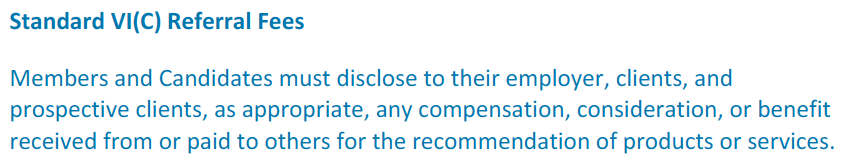 Standard VI(C) Referral Fees
Members and Candidates must disclose to their employer, clients, and
prospective clients, as appropriate, any compensation, consideration, or benefit
received from or paid to others for the recommendation of products or services.